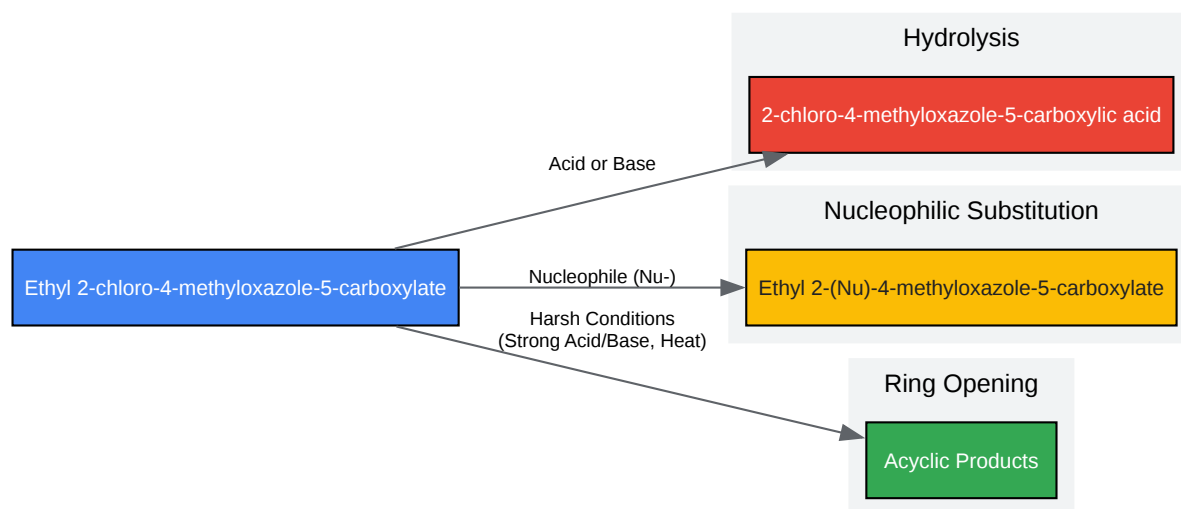 Hydrolysis
2-chloro-4-methyloxazole-5-carboxylic acid
Acid or Base
Nucleophilic Substitution
Ethyl 2-chloro-4-methyloxazole-5-carboxylate
Nucleophile (Nu-)
Ethyl 2-(Nu)-4-methyloxazole-5-carboxylate
Harsh Conditions
(Strong Acid/Base, Heat)
Ring Opening
Acyclic Products